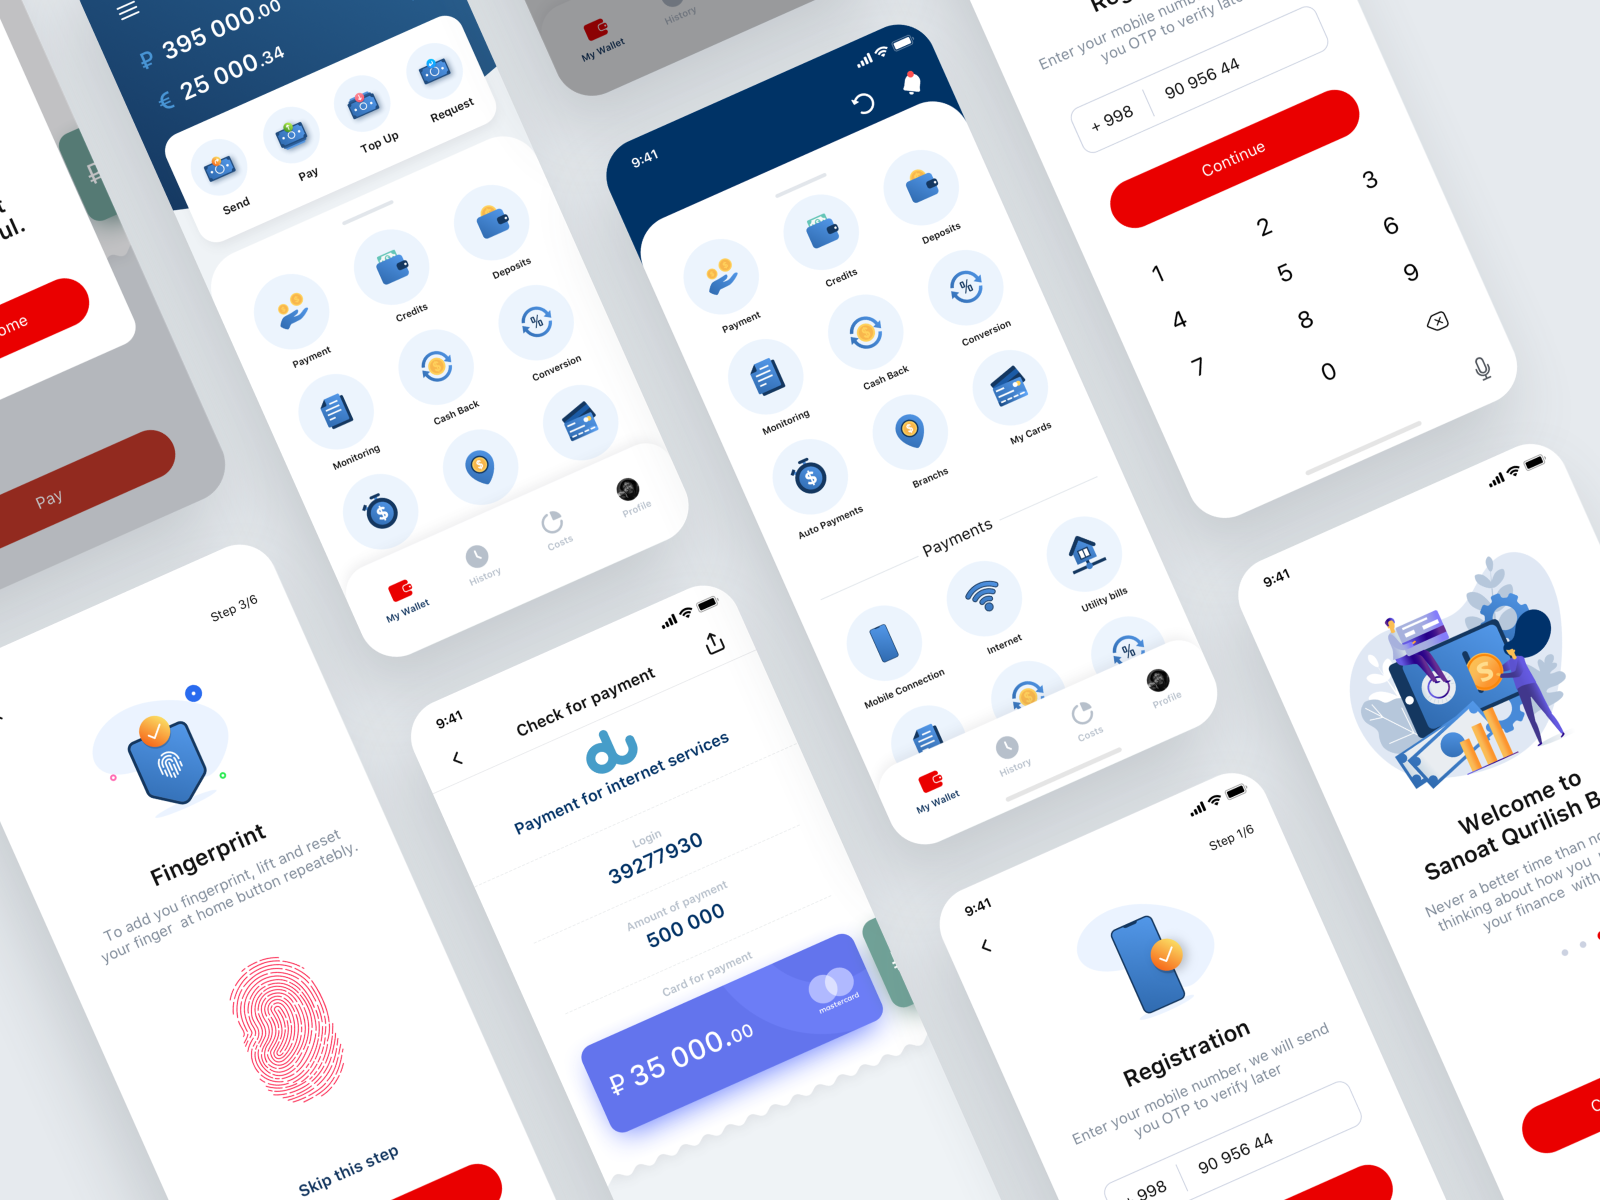 ul.
ome
Pay
₽ 395 000.00
€ 25 000.34
Send
Pay
Top Up
Request
Payment
Credits
Deposits
Monitoring
Cash Back
Conversion
My Wallet
History
Costs
Profile
My Wallet
History
9:41
Payment
Credits
Deposits
Monitoring
Cash Back
Conversion
Auto Payments
Branchs
My Cards
Payments
Mobile Connection
Internet
Utility bills
My Wallet
History
Costs
Profile
Enter your mobile numb
you OTP to verify later
+ 998
90 956 44
Continue
1
2
3
4
5
6
7
8
9
0
Step 3/6
Fingerprint
To add you fingerprint, lift and reset
your finger at home button repeatebly.
Skip this step
9:41
Check for payment
du
Payment for internet services
Login
39277930
Amount of payment
500 000
Card for payment
₽ 35 000.00
mastercard
9:41
Step 1/6
Registration
Enter your mobile number, we will send
you OTP to verify later
998
90 956 44
9:41
Welcome to
Sanoat Qurilish B
Never a better time than
thinking about how you
your finance with